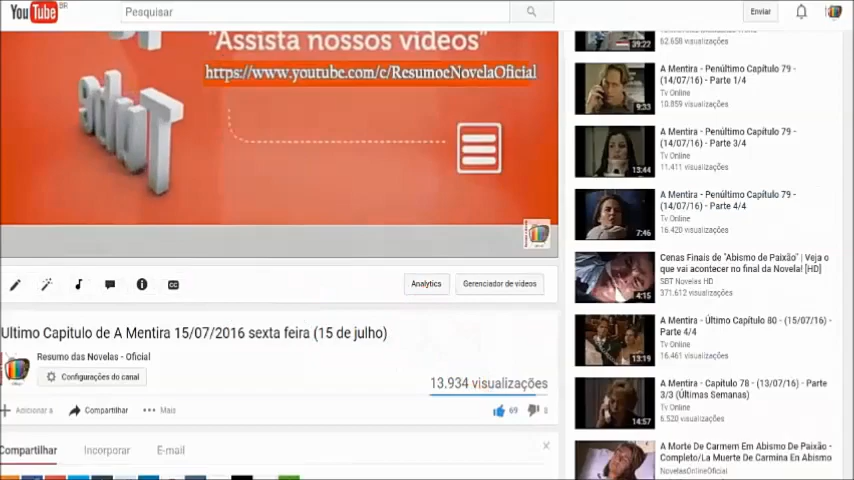 YouTube BR
Pesquisar
Enviar
"Assista nossos vídeos"
https://www.youtube.com/c/ResumoeNovelaOficial
Analytics
Gerenciador de vídeos
Ultimo Capitulo de A Mentira 15/07/2016 sexta feira (15 de julho)
Resumo das Novelas - Oficial
Configurações do canal
13.934 visualizações
Adicionar a
Compartilhar
Mais
69
8
Compartilhar
Incorporar
E-mail
39:22
62.658 visualizações
A Mentira - Penúltimo Capítulo 79 -
(14/07/16) - Parte 1/4
Tv Online
10.859 visualizações
9:33
A Mentira - Penúltimo Capítulo 79 -
(14/07/16) - Parte 3/4
Tv Online
11.411 visualizações
13:44
A Mentira - Penúltimo Capítulo 79 -
(14/07/16) - Parte 4/4
Tv Online
16.420 visualizações
7:46
Cenas Finais de "Abismo de Paixão" | Veja o
que vai acontecer no final da Novela! [HD]
SBT Novelas HD
371.612 visualizações
4:15
A Mentira - Último Capítulo 80 - (15/07/16) -
Parte 4/4
Tv Online
16.461 visualizações
13:19
A Mentira - Capítulo 78 - (13/07/16) - Parte
3/3 (Últimas Semanas)
Tv Online
6.520 visualizações
14:57
A Morte De Carmem Em Abismo De Paixão -
Completo/La Muerte De Carmina En Abismo
NovelasOnlineOficial